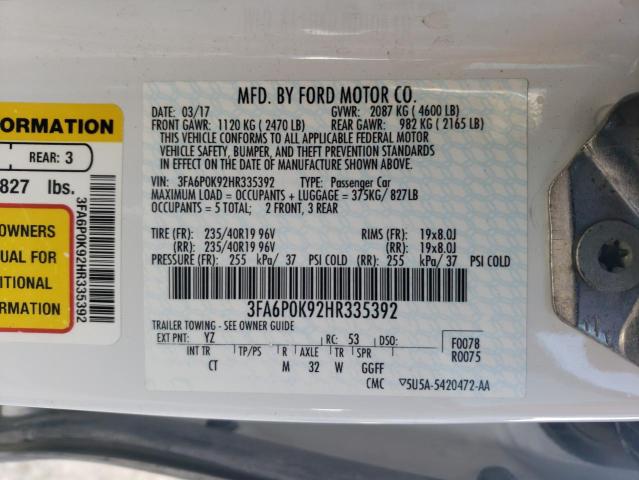 MFD. BY FORD MOTOR CO.
DATE: 03/17 GVWR: 2087 KG (4600 LB)
FRONT GAWR: 1120 KG (2470 LB) REAR GAWR: 982 KG (2165 LB)
THIS VEHICLE CONFORMS TO ALL APPLICABLE FEDERAL MOTOR
VEHICLE SAFETY, BUMPER, AND THEFT PREVENTION STANDARDS
IN EFFECT ON THE DATE OF MANUFACTURE SHOWN ABOVE.
VIN: 3FA6P0K92HR335392 TYPE: Passenger Car
MAXIMUM LOAD = OCCUPANTS + LUGGAGE = 375KG/ 827LB
OCCUPANTS = 5 TOTAL; 2 FRONT, 3 REAR
TIRE (FR): 235/40R19 96V RIMS (FR): 19x8.0J
(RR): 235/40R19 96V (RR): 19x8.0J
PRESSURE (FR): 255 kPa/ 37 PSI COLD (RR): 255 kPa/ 37 PSI COLD
3FA6P0K92HR335392
TRAILER TOWING - SEE OWNER GUIDE
EXT PNT: YZ RC: 53 DSO:
F0078
R0075
INT TR TP/PS R AXLE TR SPR
CT M 32 W GGFF
CMC 5U5A-5420472-AA
ORMATION
REAR: 3
827 lbs.
OWNERS
UAL FOR
ITIONAL
RMATION
3FA6P0K92HR335392